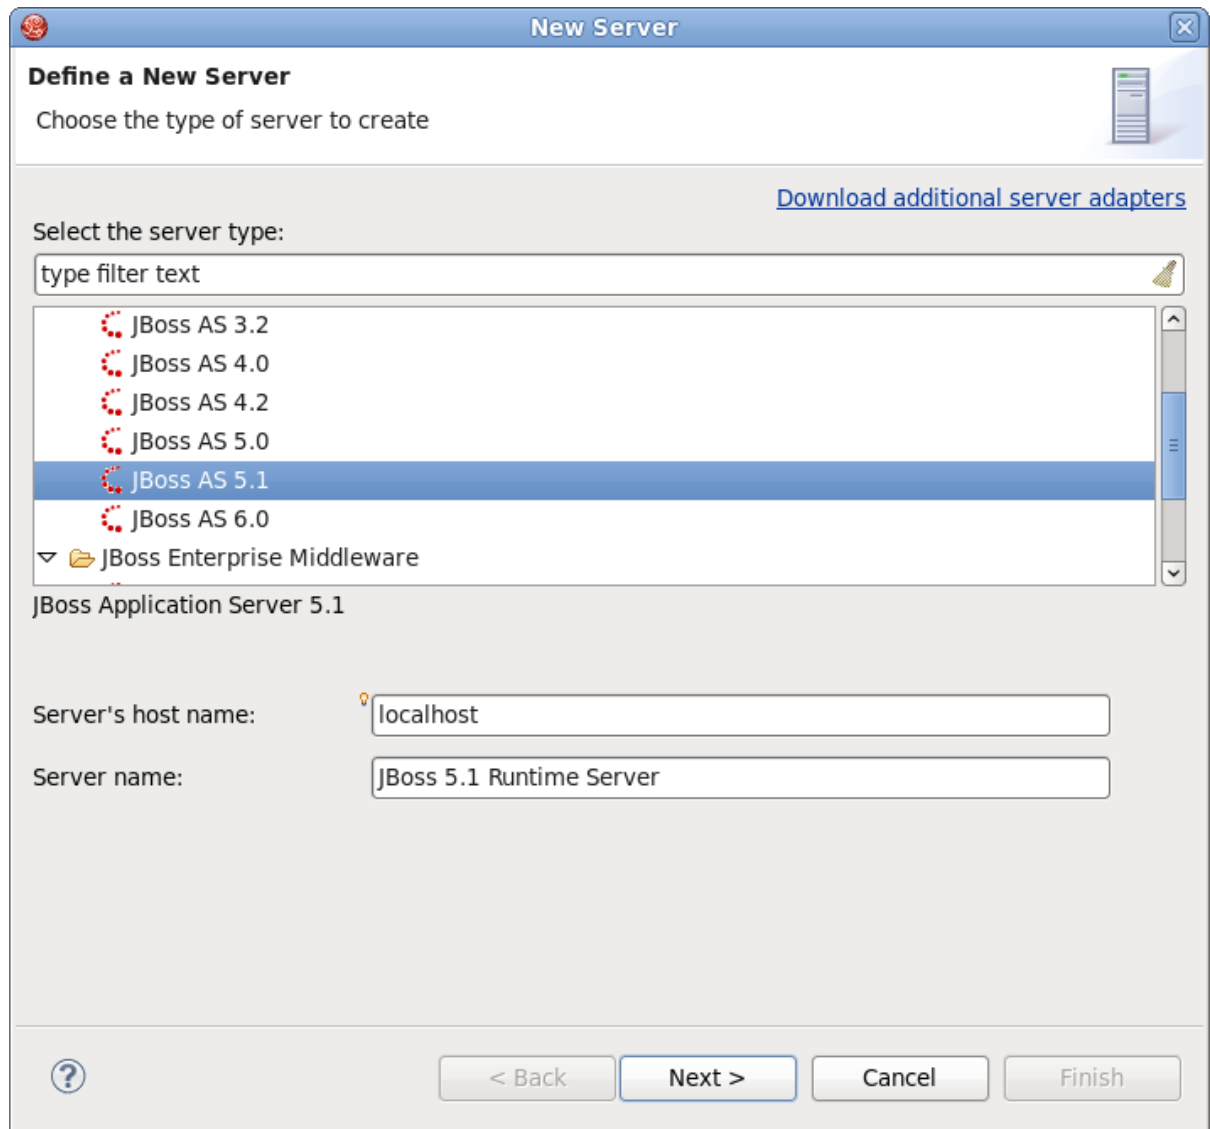 New Server
Define a New Server
Choose the type of server to create
Download additional server adapters
Select the server type:
type filter text
JBoss AS 3.2
JBoss AS 4.0
JBoss AS 4.2
JBoss AS 5.0
JBoss AS 5.1
JBoss AS 6.0
JBoss Enterprise Middleware
JBoss Application Server 5.1
Server's host name: localhost
Server name: JBoss 5.1 Runtime Server
? < Back Next > Cancel Finish